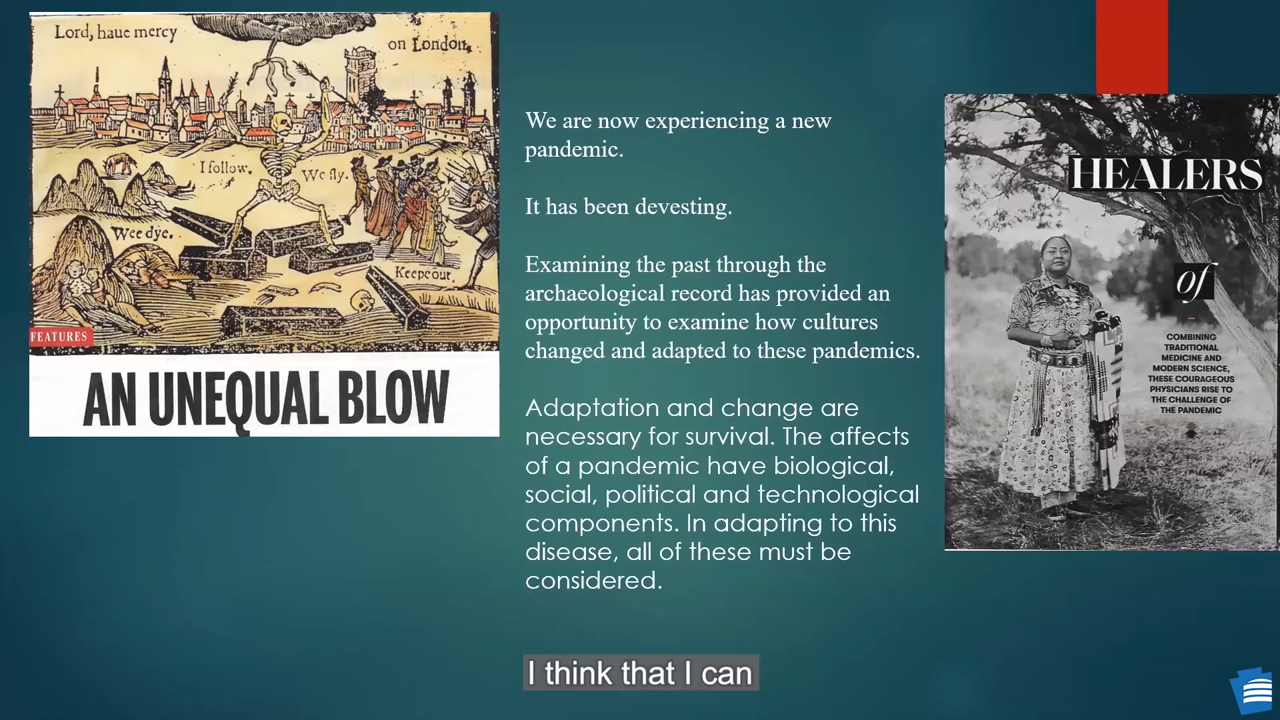 Lord, haue mercy
on London.
I follow.
We fly.
Wee dye.
Keepe out.
FEATURES
AN UNEQUAL BLOW
We are now experiencing a new
pandemic.
It has been devesting.
Examining the past through the
archaeological record has provided an
opportunity to examine how cultures
changed and adapted to these pandemics.
Adaptation and change are
necessary for survival. The affects
of a pandemic have biological,
social, political and technological
components. In adapting to this
disease, all of these must be
considered.
HEALERS
of
COMBINING
TRADITIONAL
MEDICINE AND
MODERN SCIENCE,
THESE COURAGEOUS
PHYSICIANS RISE TO
THE CHALLENGE OF
THE PANDEMIC
I think that I can